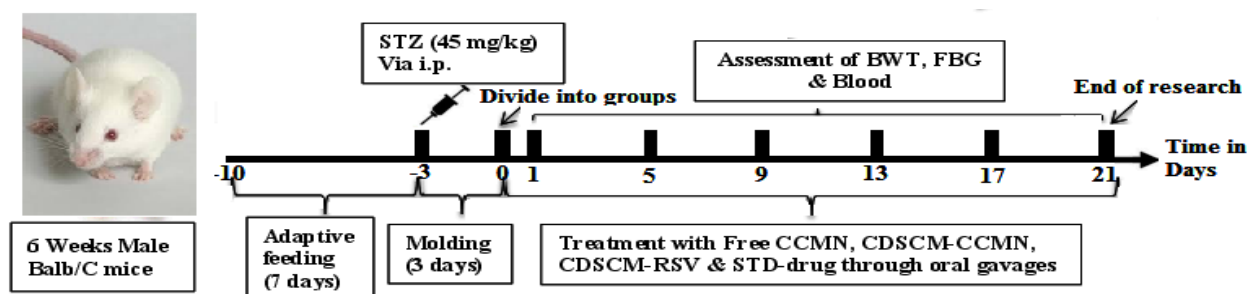 STZ (45 mg/kg)
Via i.p.
Divide into groups
Assessment of BWT, FBG
& Blood
End of research
-10
-3
0
1
5
9
13
17
21
Time in
Days
6 Weeks Male
Balb/C mice
Adaptive
feeding
(7 days)
Molding
(3 days)
Treatment with Free CCMN, CDSCM-CCMN,
CDSCM-RSV & STD-drug through oral gavages